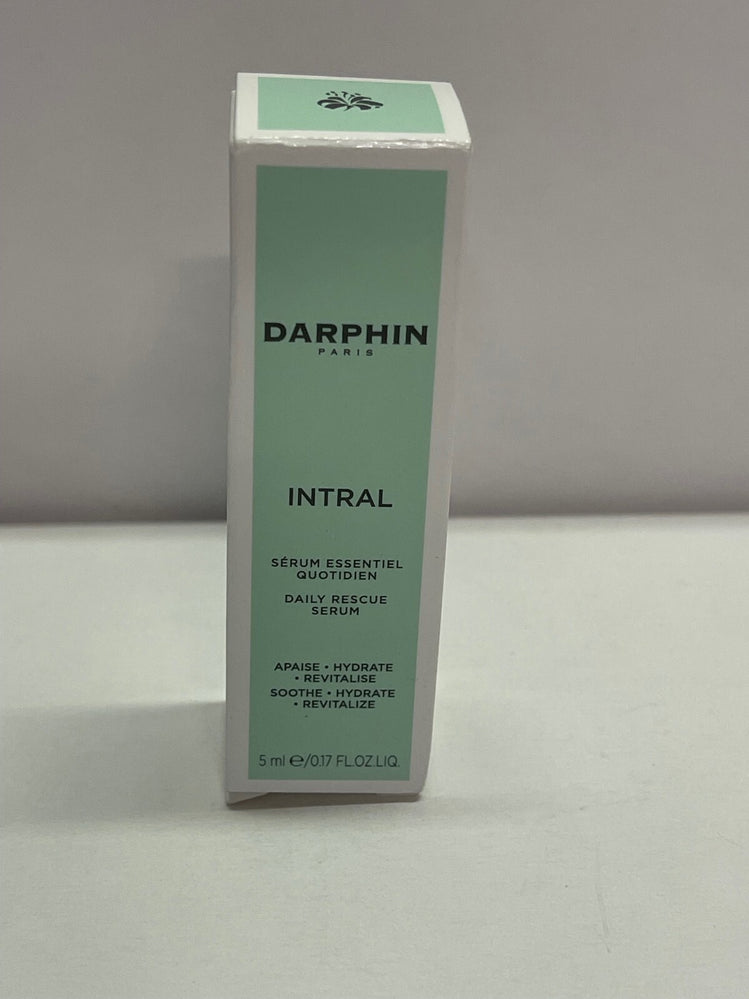 DARPHIN
PARIS
INTRAL
SÉRUM ESSENTIEL
QUOTIDIEN
DAILY RESCUE
SERUM
APAISE • HYDRATE
• REVITALISE
SOOTHE • HYDRATE
• REVITALIZE
5 ml ℮/0.17 FL.OZ.LIQ.